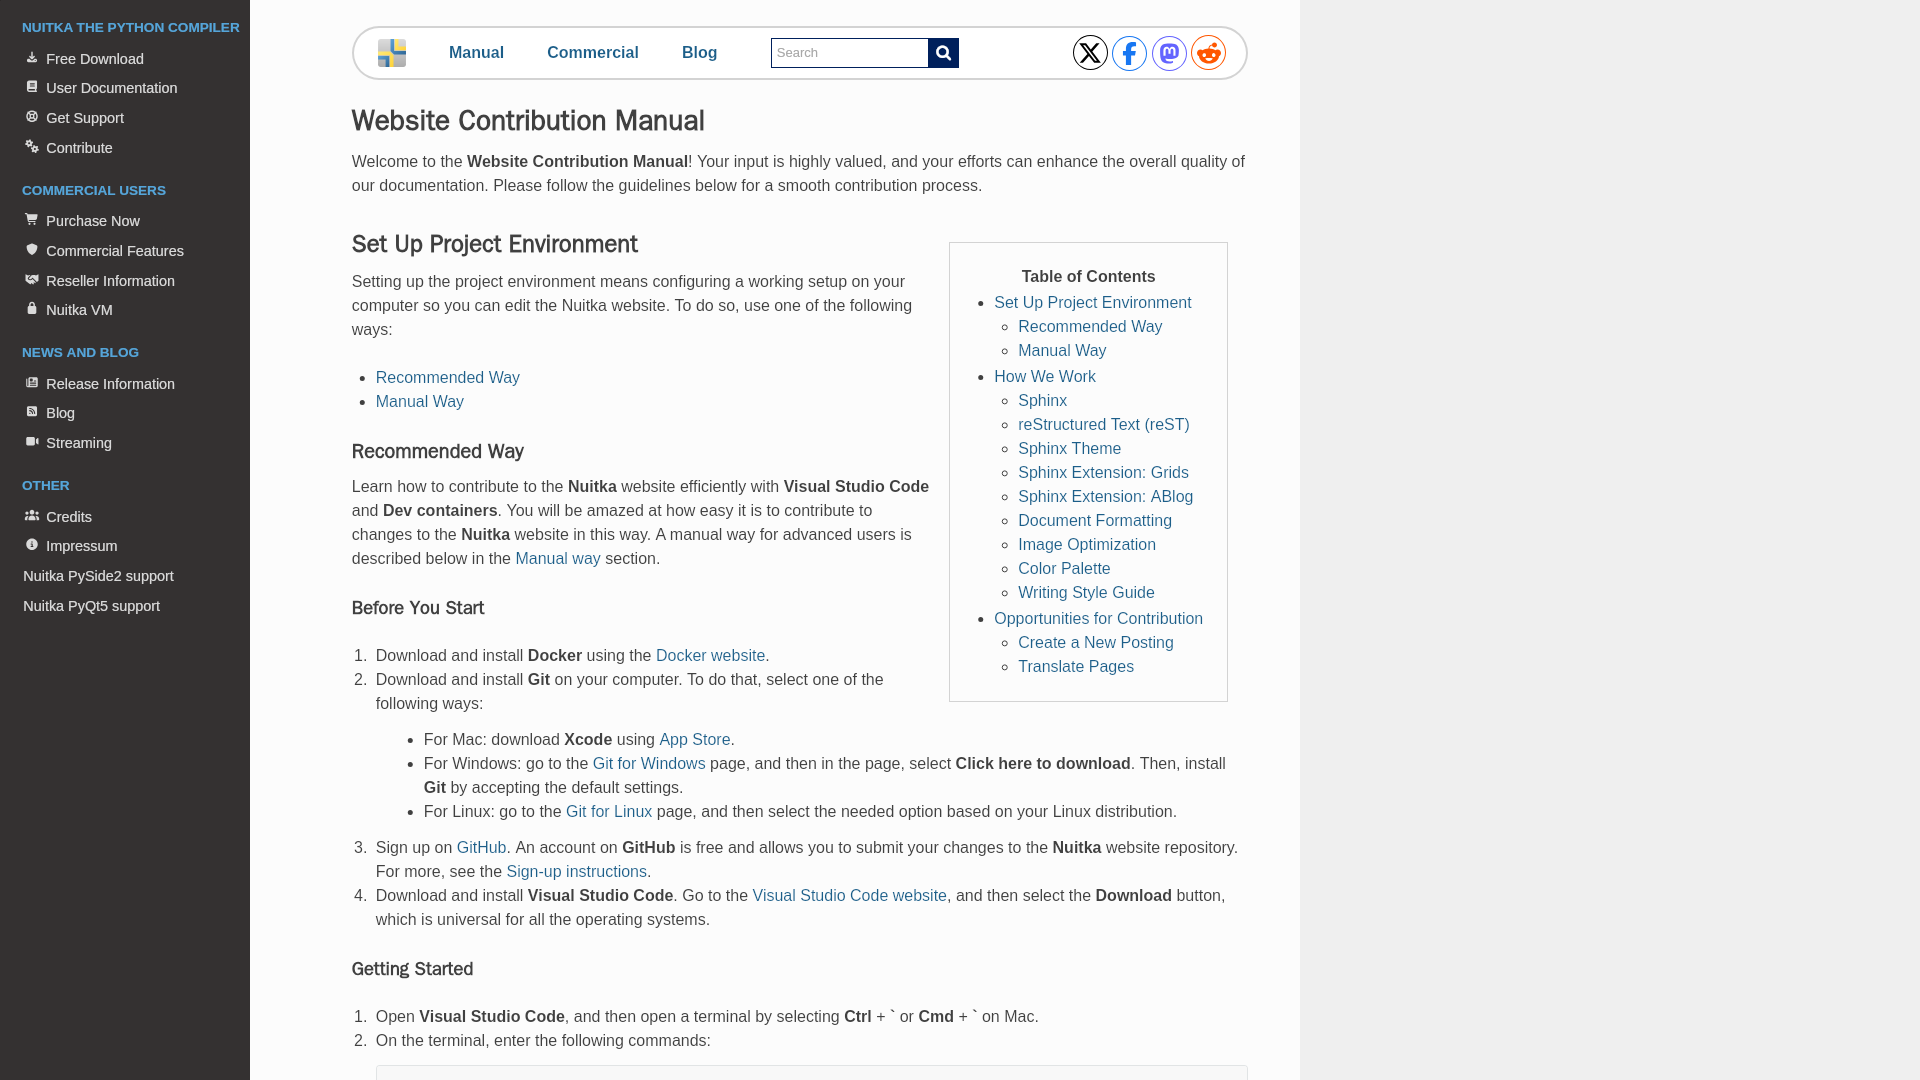 NUITKA THE PYTHON COMPILER
Free Download
User Documentation
Get Support
Contribute
COMMERCIAL USERS
Purchase Now
Commercial Features
Reseller Information
Nuitka VM
NEWS AND BLOG
Release Information
Blog
Streaming
OTHER
Credits
Impressum
Nuitka PySide2 support
Nuitka PyQt5 support
Manual
Commercial
Blog
Search
Website Contribution Manual
Welcome to the Website Contribution Manual! Your input is highly valued, and your efforts can enhance the overall quality of
our documentation. Please follow the guidelines below for a smooth contribution process.
Set Up Project Environment
Setting up the project environment means configuring a working setup on your
computer so you can edit the Nuitka website. To do so, use one of the following
ways:
• Recommended Way
• Manual Way
Recommended Way
Learn how to contribute to the Nuitka website efficiently with Visual Studio Code
and Dev containers. You will be amazed at how easy it is to contribute to
changes to the Nuitka website in this way. A manual way for advanced users is
described below in the Manual way section.
Before You Start
1. Download and install Docker using the Docker website.
2. Download and install Git on your computer. To do that, select one of the
following ways:
• For Mac: download Xcode using App Store.
• For Windows: go to the Git for Windows page, and then in the page, select Click here to download. Then, install
Git by accepting the default settings.
• For Linux: go to the Git for Linux page, and then select the needed option based on your Linux distribution.
3. Sign up on GitHub. An account on GitHub is free and allows you to submit your changes to the Nuitka website repository.
For more, see the Sign-up instructions.
4. Download and install Visual Studio Code. Go to the Visual Studio Code website, and then select the Download button,
which is universal for all the operating systems.
Getting Started
1. Open Visual Studio Code, and then open a terminal by selecting Ctrl + ` or Cmd + ` on Mac.
2. On the terminal, enter the following commands:
Table of Contents
• Set Up Project Environment
◦ Recommended Way
◦ Manual Way
• How We Work
◦ Sphinx
◦ reStructured Text (reST)
◦ Sphinx Theme
◦ Sphinx Extension: Grids
◦ Sphinx Extension: ABlog
◦ Document Formatting
◦ Image Optimization
◦ Color Palette
◦ Writing Style Guide
• Opportunities for Contribution
◦ Create a New Posting
◦ Translate Pages